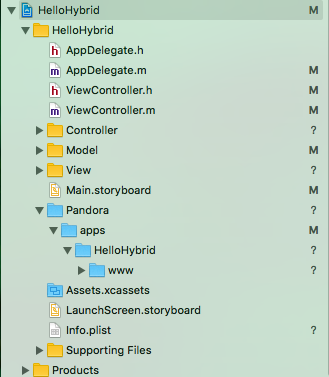 HelloHybrid M
HelloHybrid
AppDelegate.h
AppDelegate.m M
ViewController.h M
ViewController.m M
Controller ?
Model M
View M
Main.storyboard M
Pandora ?
apps M
HelloHybrid ?
www ?
Assets.xcassets
LaunchScreen.storyboard
Info.plist ?
Supporting Files
Products